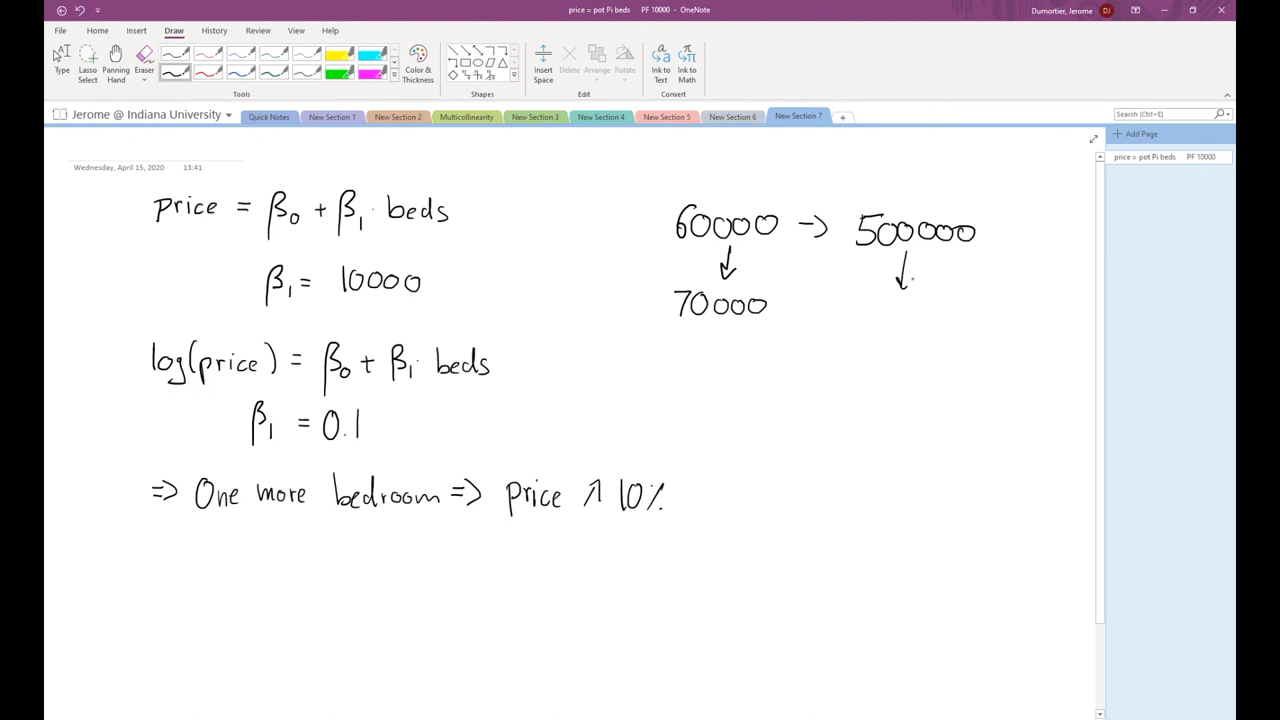 price = pot Pi beds PF 10000 - OneNote
Dumortier, Jerome
DJ
File Home Insert Draw History Review View Help
Type
Lasso Select
Panning Hand
Eraser
Color & Thickness
Insert Space
Delete
Arrange
Rotate
Ink to Text
Ink to Math
Tools
Shapes
Edit
Convert
Jerome @ Indiana University
Quick Notes New Section 1 New Section 2 Multicollinearity New Section 3 New Section 4 New Section 5 New Section 6 New Section 7
Search (Ctrl+E)
Add Page
price = pot Pi beds PF 10000
Wednesday, April 15, 2020 13:41
Price = β₀ + β₁ · beds
β₁ = 10000
log(price) = β₀ + β₁ · beds
β₁ = 0.1
=> One more bedroom => price ↗ 10%
60000 -> 500000
↓ ↓
70000